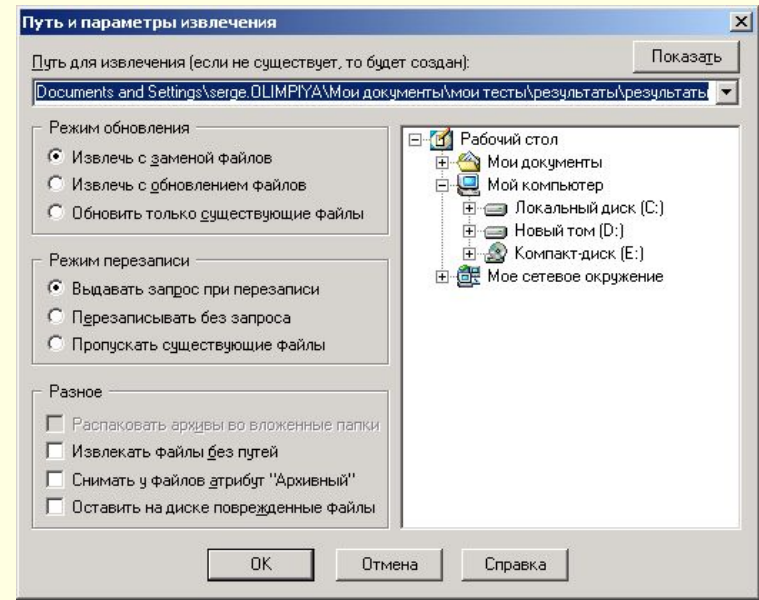 Путь и параметры извлечения
Путь для извлечения (если не существует, то будет создан):
Показать
Documents and Settings\serge.OLIMPIYA\Мои документы\мои тесты\результаты\результаты
Режим обновления
Извлечь с заменой файлов
Извлечь с обновлением файлов
Обновить только существующие файлы
Режим перезаписи
Выдавать запрос при перезаписи
Перезаписывать без запроса
Пропускать существующие файлы
Разное
Распаковать архивы во вложенные папки
Извлекать файлы без путей
Снимать у файлов атрибут "Архивный"
Оставить на диске поврежденные файлы
Рабочий стол
Мои документы
Мой компьютер
Локальный диск (C:)
Новый том (D:)
Компакт-диск (E:)
Мое сетевое окружение
OK
Отмена
Справка